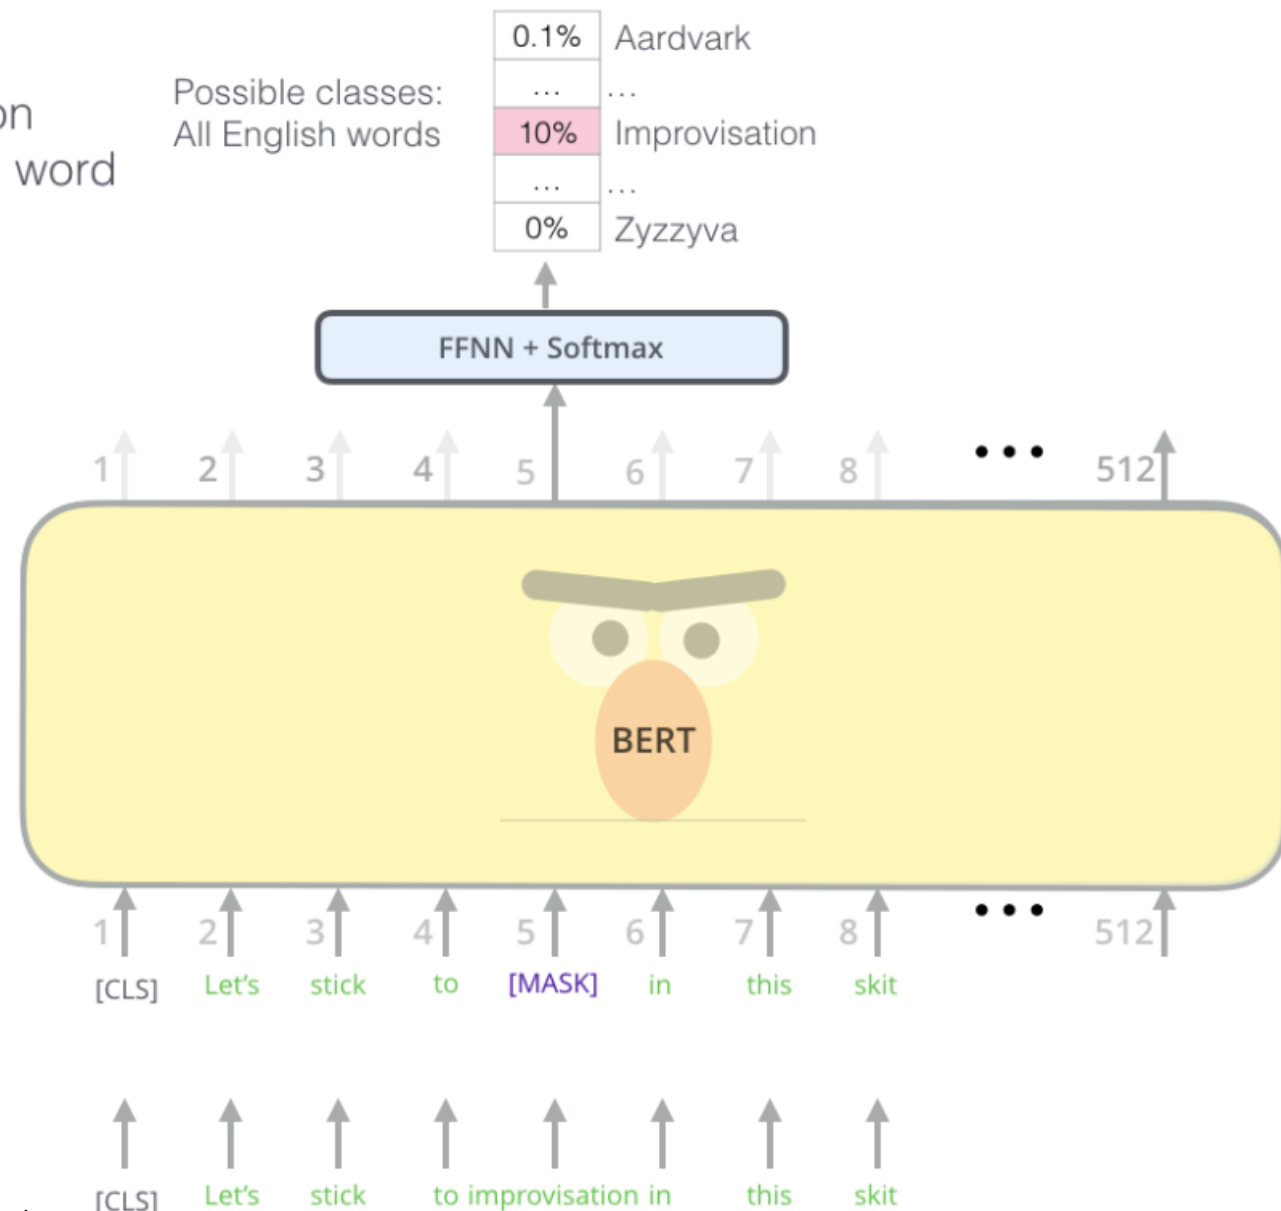 0.1% Aardvark
Possible classes:
... ...
on
All English words
10% Improvisation
word
... ...
0% Zyzzyva
FFNN + Softmax
1 2 3 4 5 6 7 8 ... 512
BERT
1 2 3 4 5 6 7 8 ... 512
[CLS] Let's stick to [MASK] in this skit
[CLS] Let's stick to improvisation in this skit